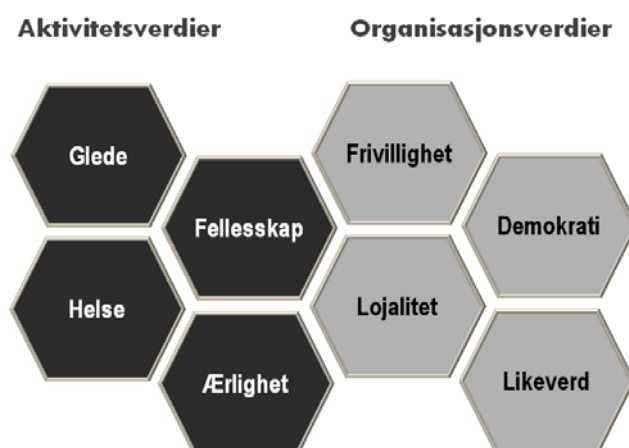 Aktivitetsverdier
Organisasjonsverdier
Glede
Fellesskap
Helse
Ærlighet
Frivillighet
Demokrati
Lojalitet
Likeverd